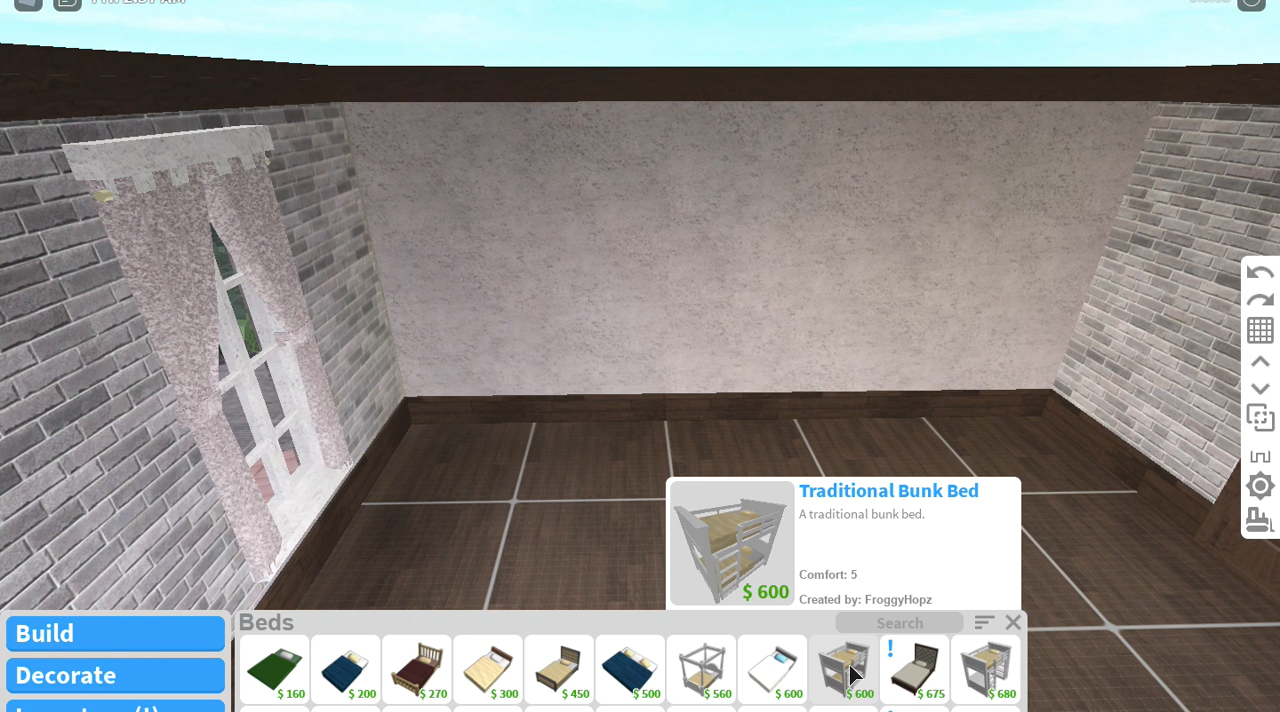 Traditional Bunk Bed
A traditional bunk bed.
$ 600
Comfort: 5
Created by: FroggyHopz
Build
Decorate
Beds
Search
$ 160
$ 200
$ 270
$ 300
$ 450
$ 500
$ 560
$ 600
$ 600
!
$ 675
$ 680